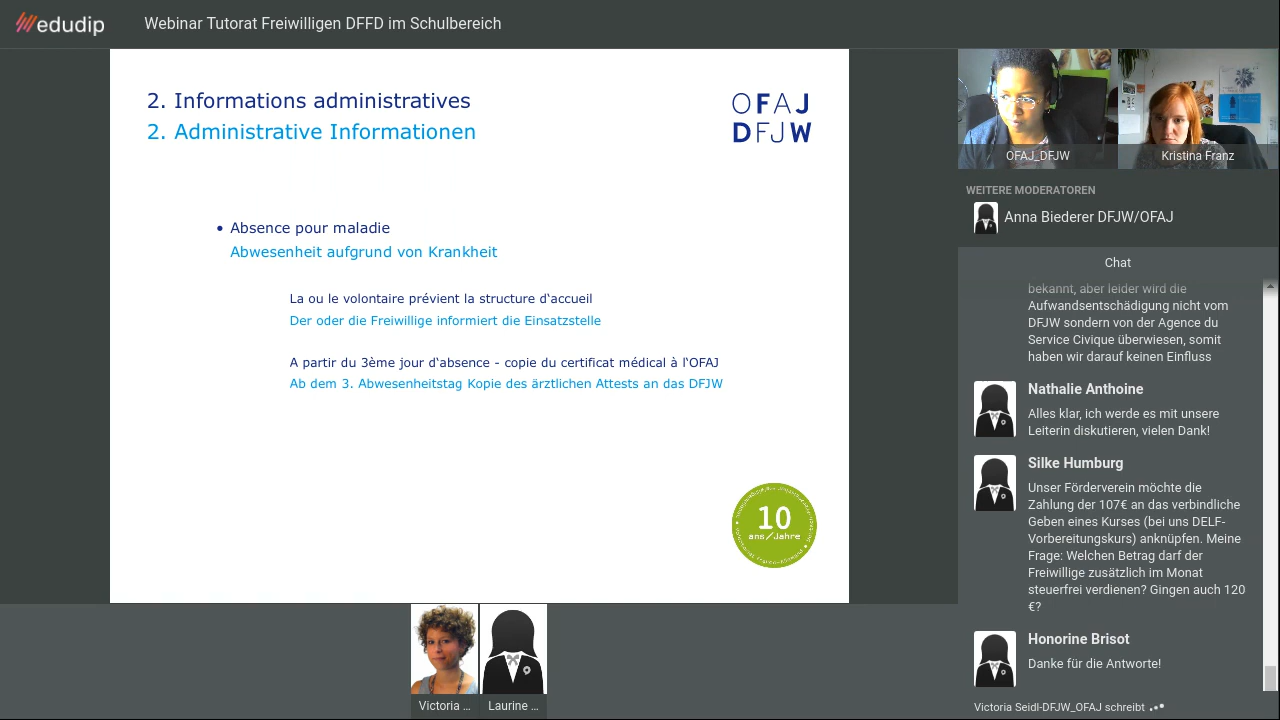 edudip
Webinar Tutorat Freiwilligen DFFD im Schulbereich
2. Informations administratives
2. Administrative Informationen
OFAJ
DFJW
• Absence pour maladie
Abwesenheit aufgrund von Krankheit
La ou le volontaire prévient la structure d'accueil
Der oder die Freiwillige informiert die Einsatzstelle
A partir du 3ème jour d'absence - copie du certificat médical à l'OFAJ
Ab dem 3. Abwesenheitstag Kopie des ärztlichen Attests an das DFJW
10
ans/Jahre
Victoria ...
Laurine ...
OFAJ_DFJW
Kristina Franz
WEITERE MODERATOREN
Anna Biederer DFJW/OFAJ
Chat
bekannt, aber leider wird die
Aufwandsentschädigung nicht vom
DFJW sondern von der Agence du
Service Civique überwiesen, somit
haben wir darauf keinen Einfluss
Nathalie Anthoine
Alles klar, ich werde es mit unsere
Leiterin diskutieren, vielen Dank!
Silke Humburg
Unser Förderverein möchte die
Zahlung der 107€ an das verbindliche
Geben eines Kurses (bei uns DELF-
Vorbereitungskurs) anknüpfen. Meine
Frage: Welchen Betrag darf der
Freiwillige zusätzlich im Monat
steuerfrei verdienen? Gingen auch 120
€?
Honorine Brisot
Danke für die Antworte!
Victoria Seidl-DFJW_OFAJ schreibt